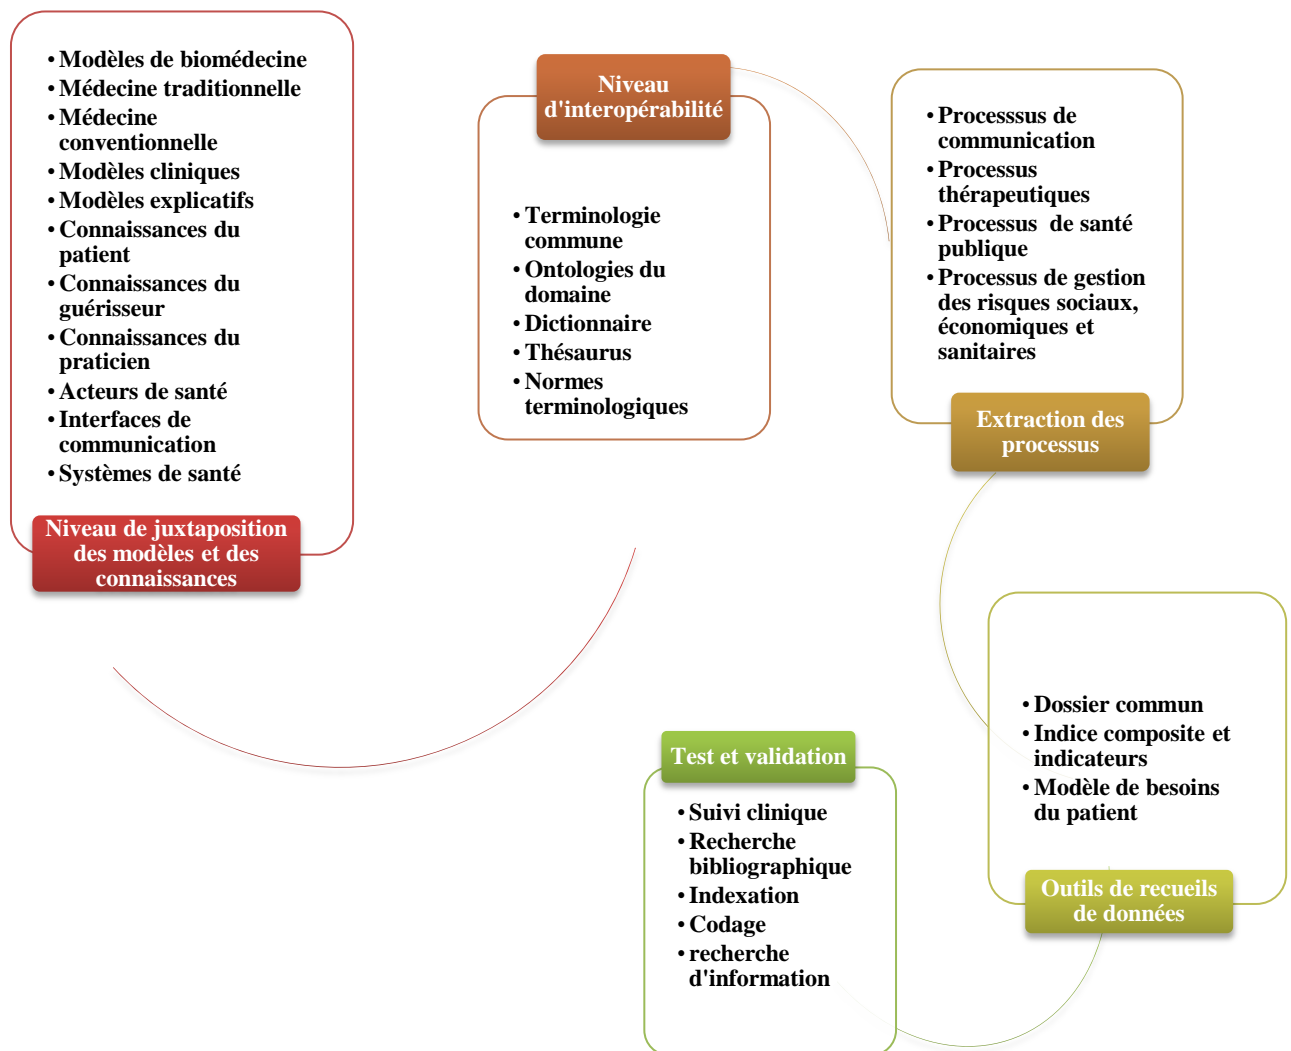 • Modèles de biomédecine
• Médecine traditionnelle
• Médecine
conventionnelle
• Modèles cliniques
• Modèles explicatifs
• Connaissances du
patient
• Connaissances du
guérisseur
• Connaissances du
praticien
• Acteurs de santé
• Interfaces de
communication
• Systèmes de santé
Niveau de juxtaposition
des modèles et des
connaissances
Niveau
d'interopérabilité
• Terminologie
commune
• Ontologies du
domaine
• Dictionnaire
• Thésaurus
• Normes
terminologiques
• Processsus de
communication
• Processus
thérapeutiques
• Processus de santé
publique
• Processus de gestion
des risques sociaux,
économiques et
sanitaires
Extraction des
processus
• Dossier commun
• Indice composite et
indicateurs
• Modèle de besoins
du patient
Outils de recueils
de données
Test et validation
• Suivi clinique
• Recherche
bibliographique
• Indexation
• Codage
• recherche
d'information